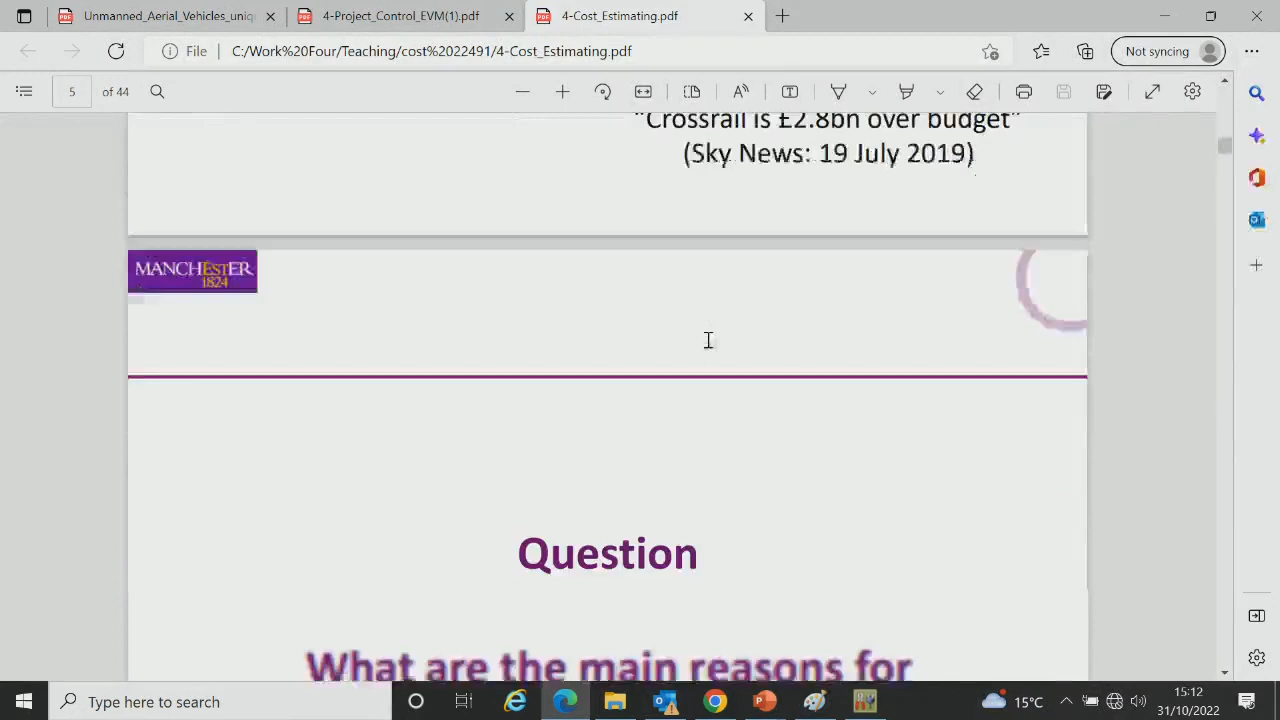 Unmanned_Aerial_Vehicles_uniq
4-Project_Control_EVM(1).pdf
4-Cost_Estimating.pdf
File
C:/Work%20Four/Teaching/cost%2022491/4-Cost_Estimating.pdf
Not syncing
5 of 44
"Crossrail is £2.8bn over budget"
(Sky News: 19 July 2019)
MANCHESTER
1824
Question
What are the main reasons for
Type here to search
15°C
15:12
31/10/2022